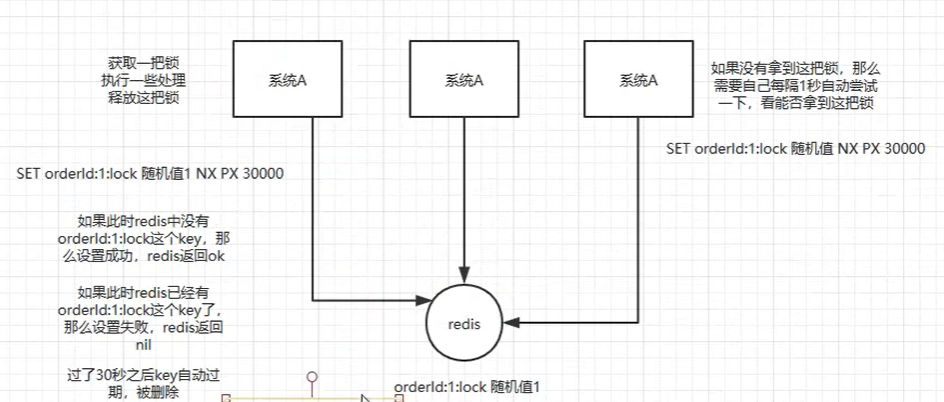 获取一把锁
执行一些处理
释放这把锁
系统A
系统A
系统A
如果没有拿到这把锁，那么
需要自己每隔1秒自动尝试
一下，看能否拿到这把锁
SET orderId:1:lock 随机值1 NX PX 30000
SET orderId:1:lock 随机值 NX PX 30000
如果此时redis中没有
orderId:1:lock这个key，那
么设置成功，redis返回ok
如果此时redis已经有
orderId:1:lock这个key了，
那么设置失败，redis返回
nil
redis
过了30秒之后key自动过
期，被删除
orderId:1:lock 随机值1